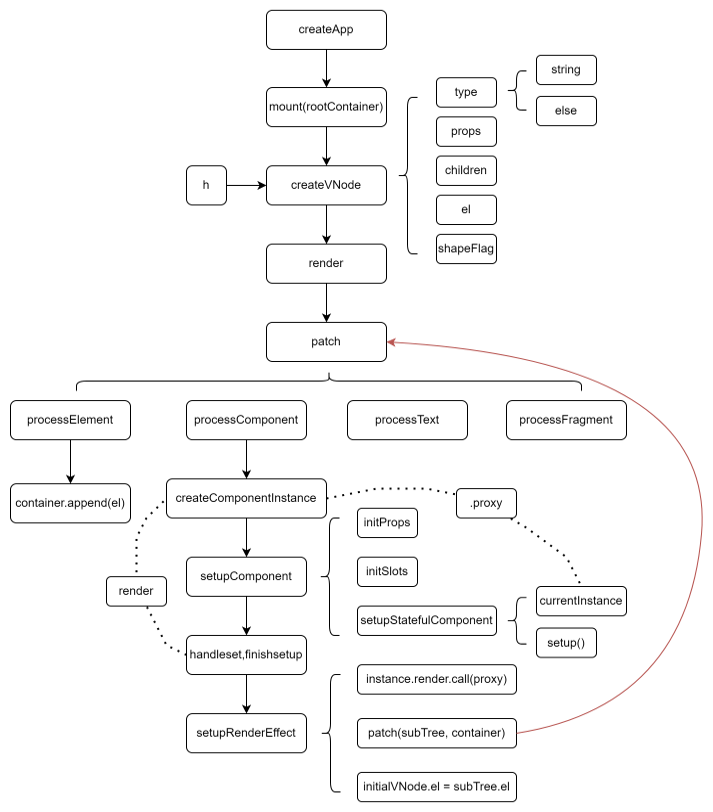 createApp
mount(rootContainer)
h
createVNode
type
string
else
props
children
el
shapeFlag
render
patch
processElement
processComponent
processText
processFragment
container.append(el)
createComponentInstance
.proxy
initProps
initSlots
setupComponent
render
setupStatefulComponent
currentInstance
setup()
handleset,finishsetup
setupRenderEffect
instance.render.call(proxy)
patch(subTree, container)
initialVNode.el = subTree.el